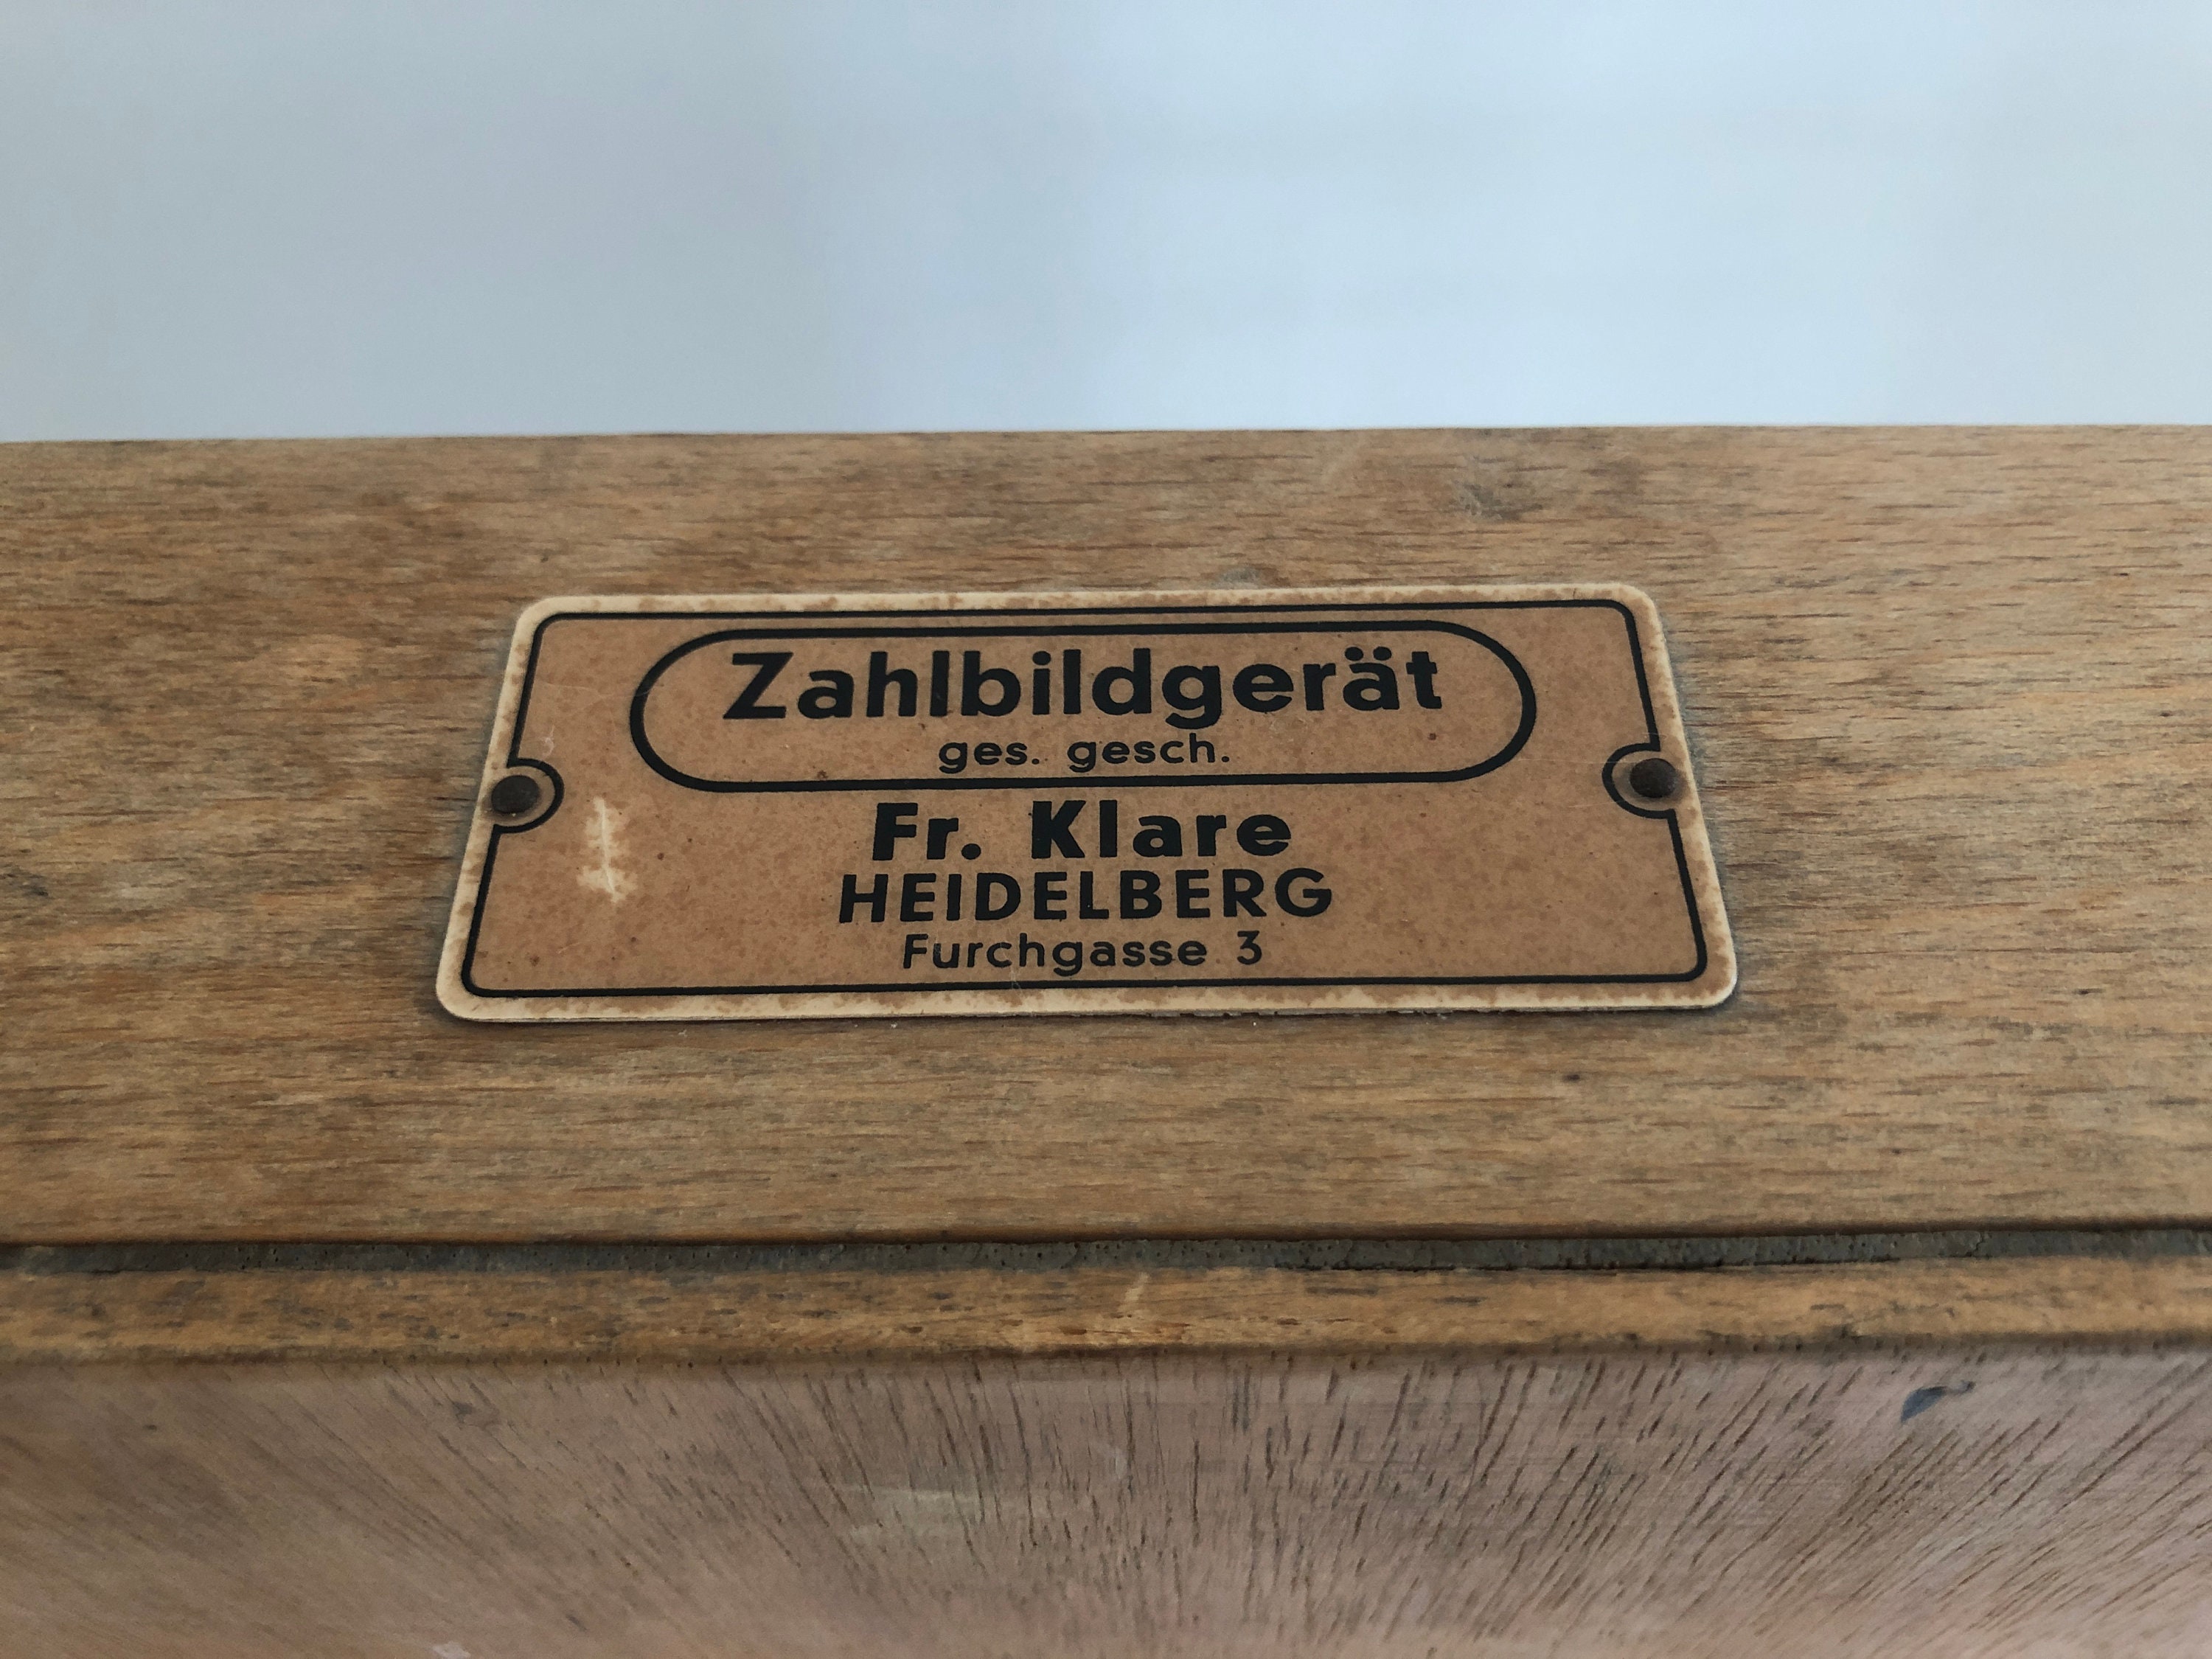 Zahlbildgerät
ges. gesch.
Fr. Klare
HEIDELBERG
Furchgasse 3